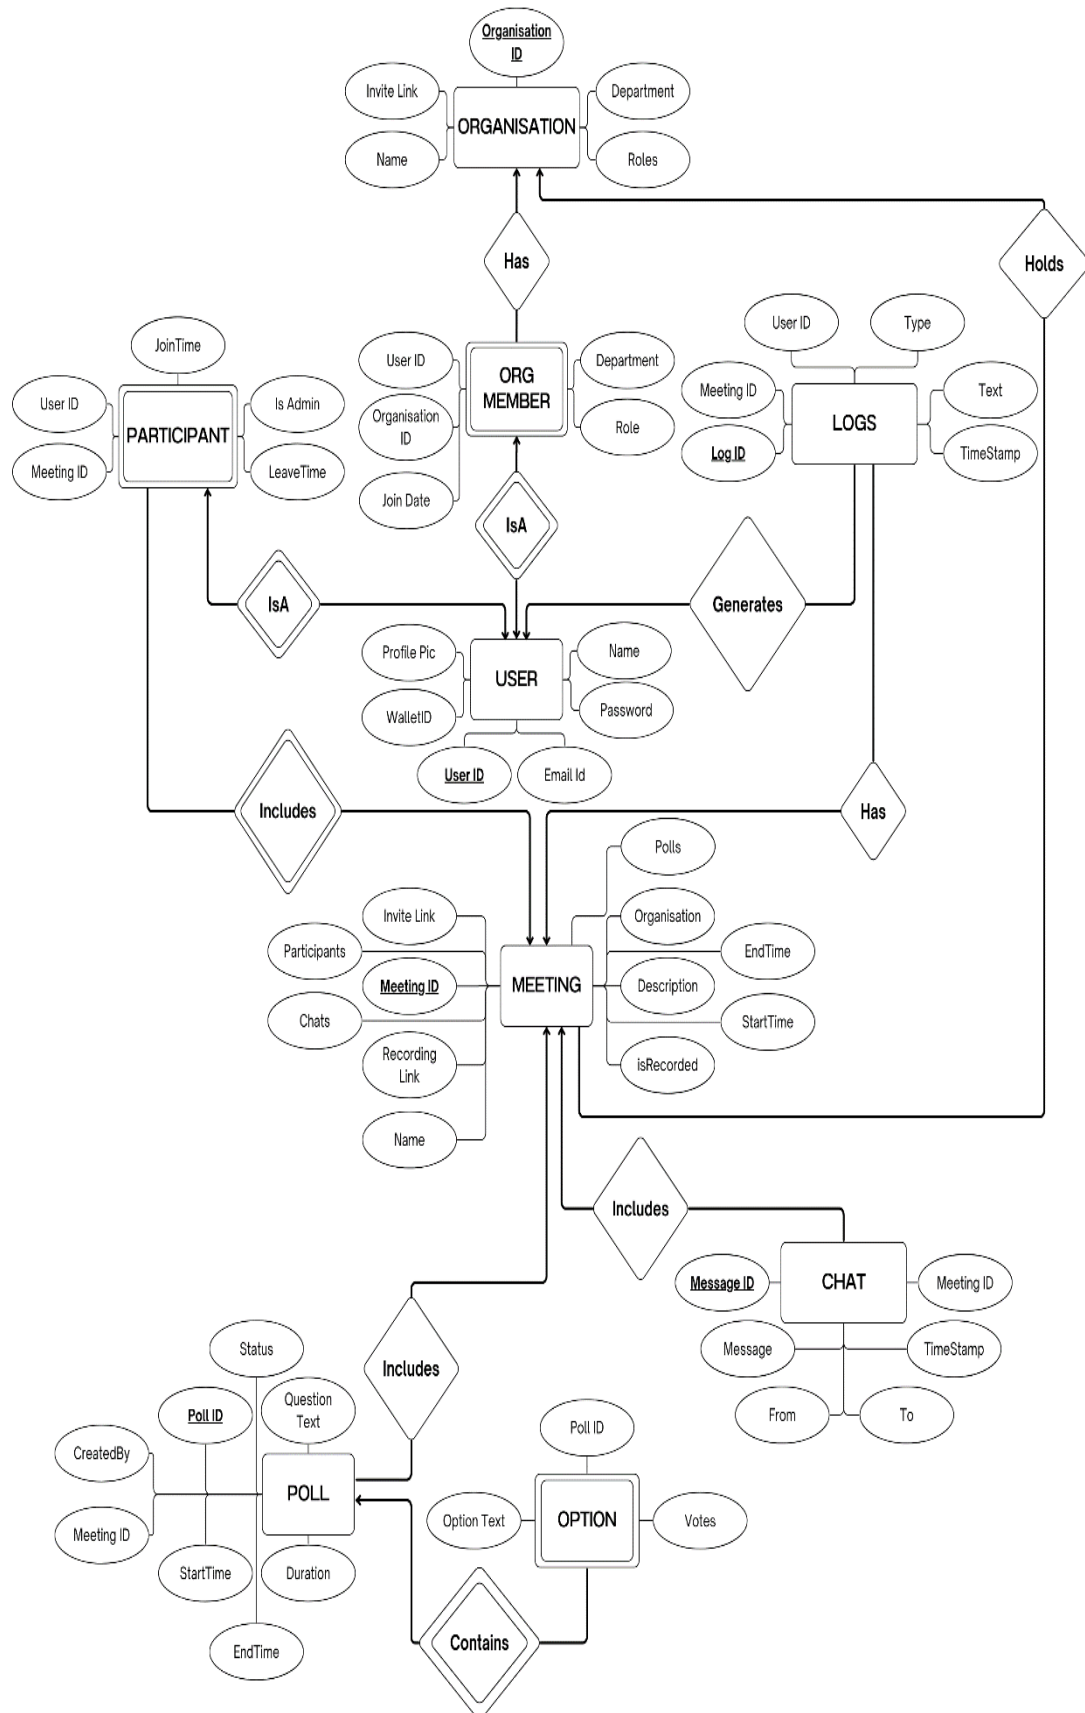 Organisation
ID
Invite Link
Department
ORGANISATION
Name
Roles
Has
Holds
User ID
Type
JoinTime
User ID
ORG
MEMBER
Department
Meeting ID
Text
LOGS
User ID
Is Admin
PARTICIPANT
Organisation
ID
Role
Log ID
TimeStamp
Meeting ID
LeaveTime
Join Date
IsA
IsA
Generates
Profile Pic
Name
USER
WalletID
Password
User ID
Email Id
Includes
Has
Polls
Invite Link
Organisation
Participants
EndTime
Meeting ID
MEETING
Description
Chats
StartTime
Recording
Link
isRecorded
Name
Includes
Message ID
CHAT
Meeting ID
Message
TimeStamp
From
To
Includes
Status
Poll ID
Question
Text
CreatedBy
POLL
Meeting ID
StartTime
Duration
EndTime
Poll ID
Option Text
OPTION
Votes
Contains